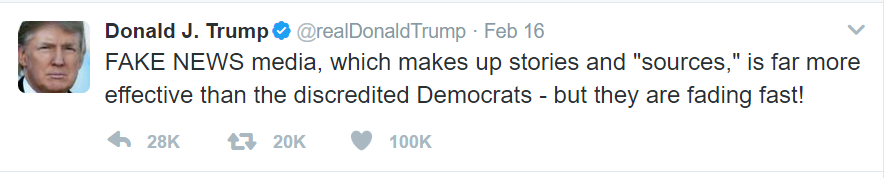 Donald J. Trump @realDonaldTrump · Feb 16
FAKE NEWS media, which makes up stories and "sources," is far more
effective than the discredited Democrats - but they are fading fast!
28K 20K 100K